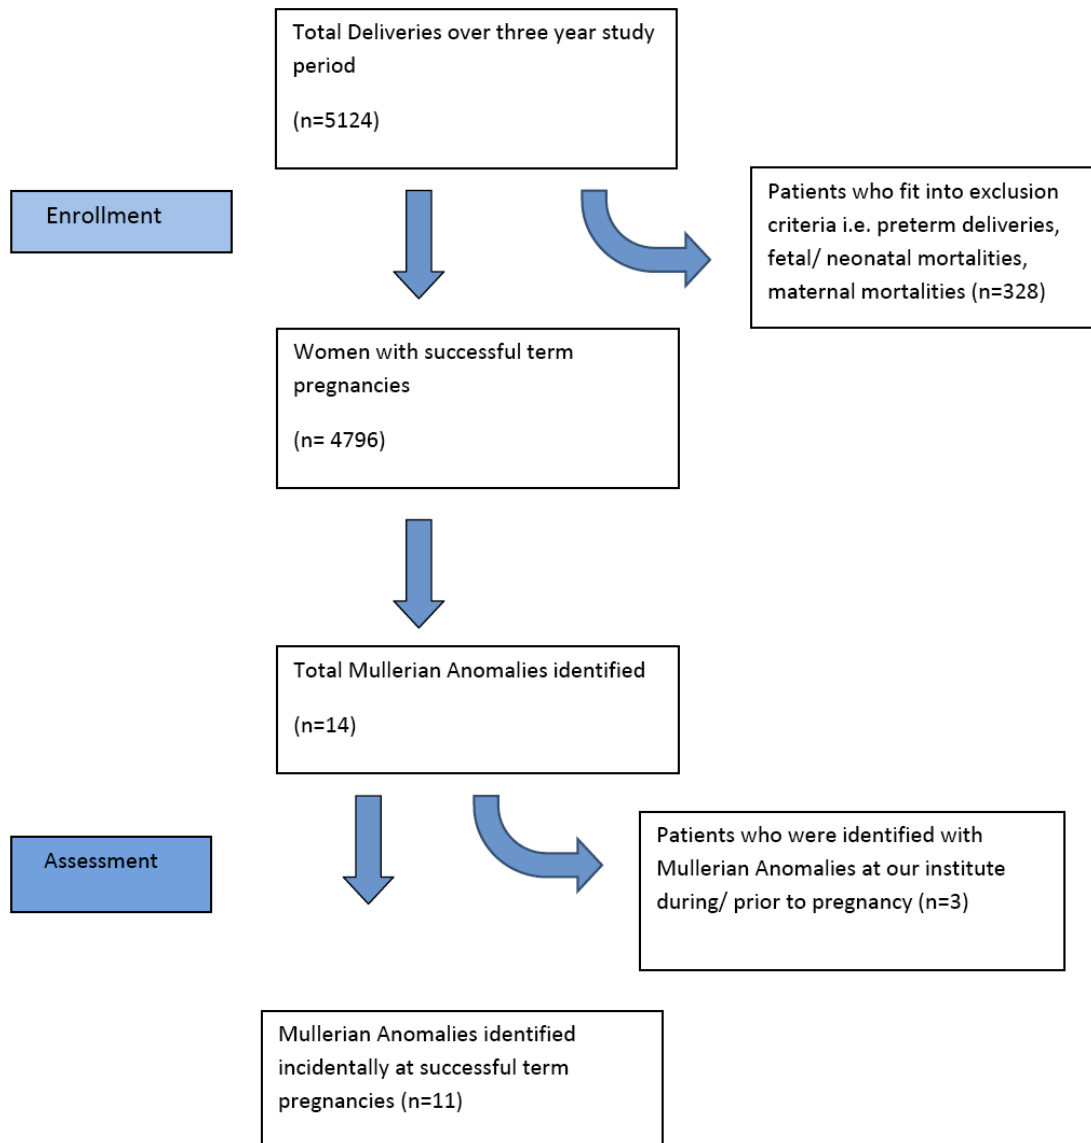 Total Deliveries over three year study
period
(n=5124)
Enrollment
Patients who fit into exclusion
criteria i.e. preterm deliveries,
fetal/ neonatal mortalities,
maternal mortalities (n=328)
Women with successful term
pregnancies
(n= 4796)
Total Mullerian Anomalies identified
(n=14)
Assessment
Patients who were identified with
Mullerian Anomalies at our institute
during/ prior to pregnancy (n=3)
Mullerian Anomalies identified
incidentally at successful term
pregnancies (n=11)